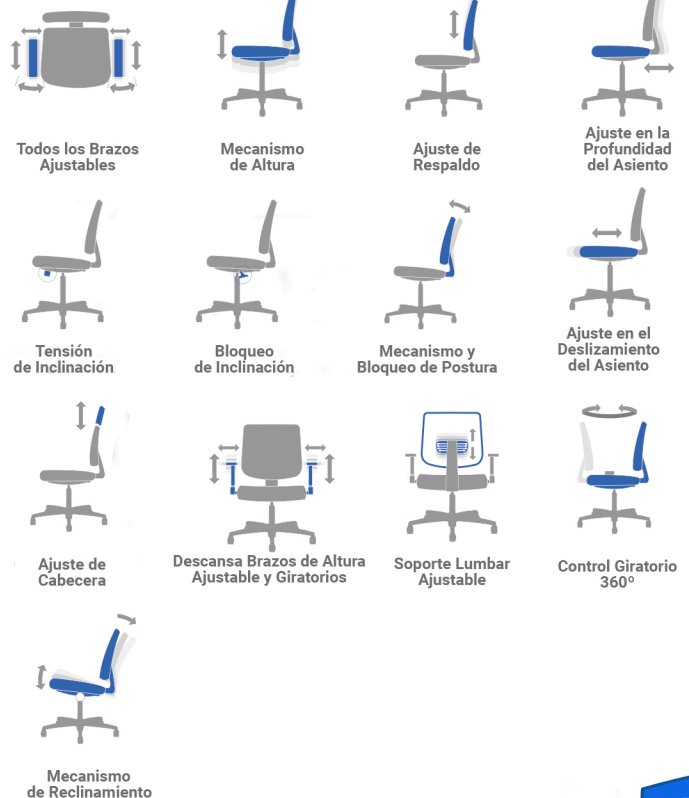 Todos los Brazos
Ajustables
Mecanismo
de Altura
Ajuste de
Respaldo
Ajuste en la
Profundidad
del Asiento
Tensión
de Inclinación
Bloqueo
de Inclinación
Mecanismo y
Bloqueo de Postura
Ajuste en el
Deslizamiento
del Asiento
Ajuste de
Cabecera
Descansa Brazos de Altura
Ajustable y Giratorios
Soporte Lumbar
Ajustable
Control Giratorio
360º
Mecanismo
de Reclinamiento